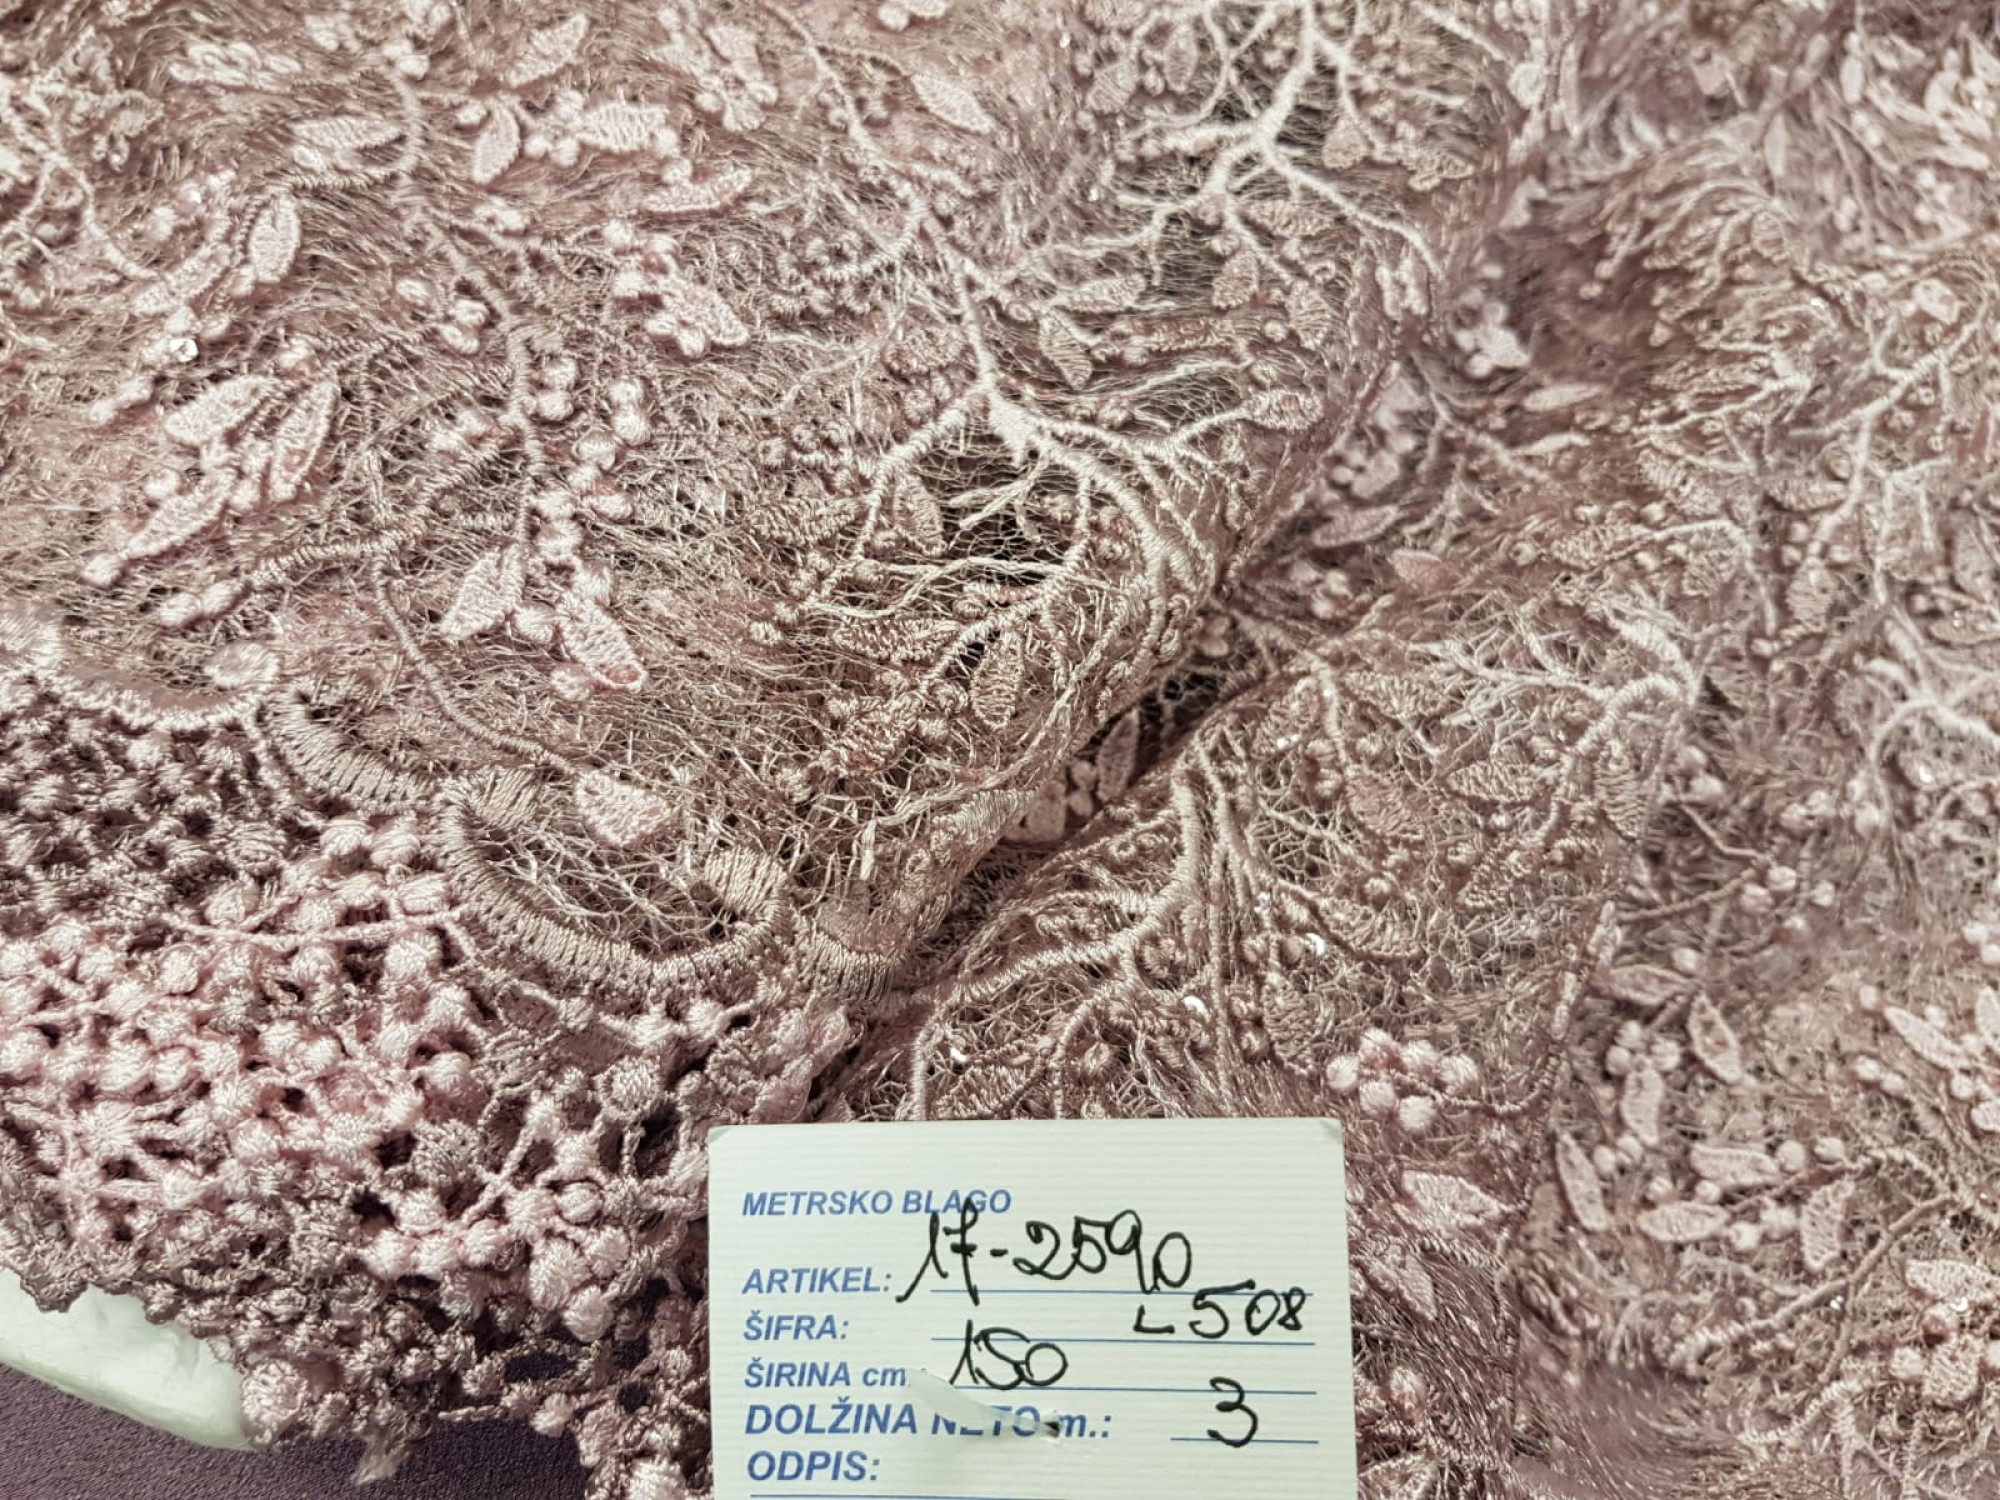 METRSKO BLAGO
ARTIKEL: 17-2590
L508
ŠIFRA:
ŠIRINA cm.: 150
DOLŽINA NETO m.: 3
ODPIS: